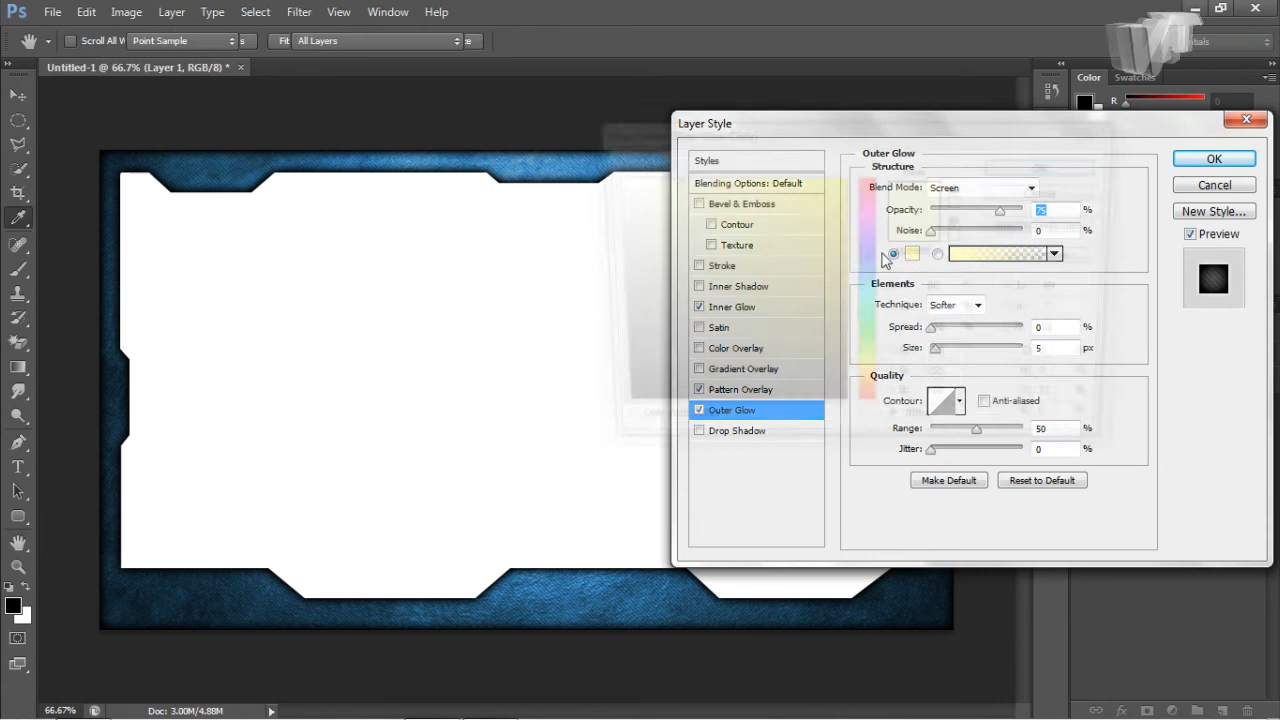 Ps File Edit Image Layer Type Select Filter View Window Help
Scroll All W Point Sample s Fit All Layers
Untitled-1 @ 66.7% (Layer 1, RGB/8) * ×
Color Swatches
R 0
Layer Style
Styles
Blending Options: Default
Bevel & Emboss
Contour
Texture
Stroke
Inner Shadow
Inner Glow
Satin
Color Overlay
Gradient Overlay
Pattern Overlay
Outer Glow
Drop Shadow
Outer Glow
Structure
Blend Mode: Screen
Opacity: 75 %
Noise: 0 %
Elements
Technique: Softer
Spread: 0 %
Size: 5 px
Quality
Contour: Anti-aliased
Range: 50 %
Jitter: 0 %
Make Default Reset to Default
OK
Cancel
New Style...
Preview
66.67% Doc: 3.00M/4.88M